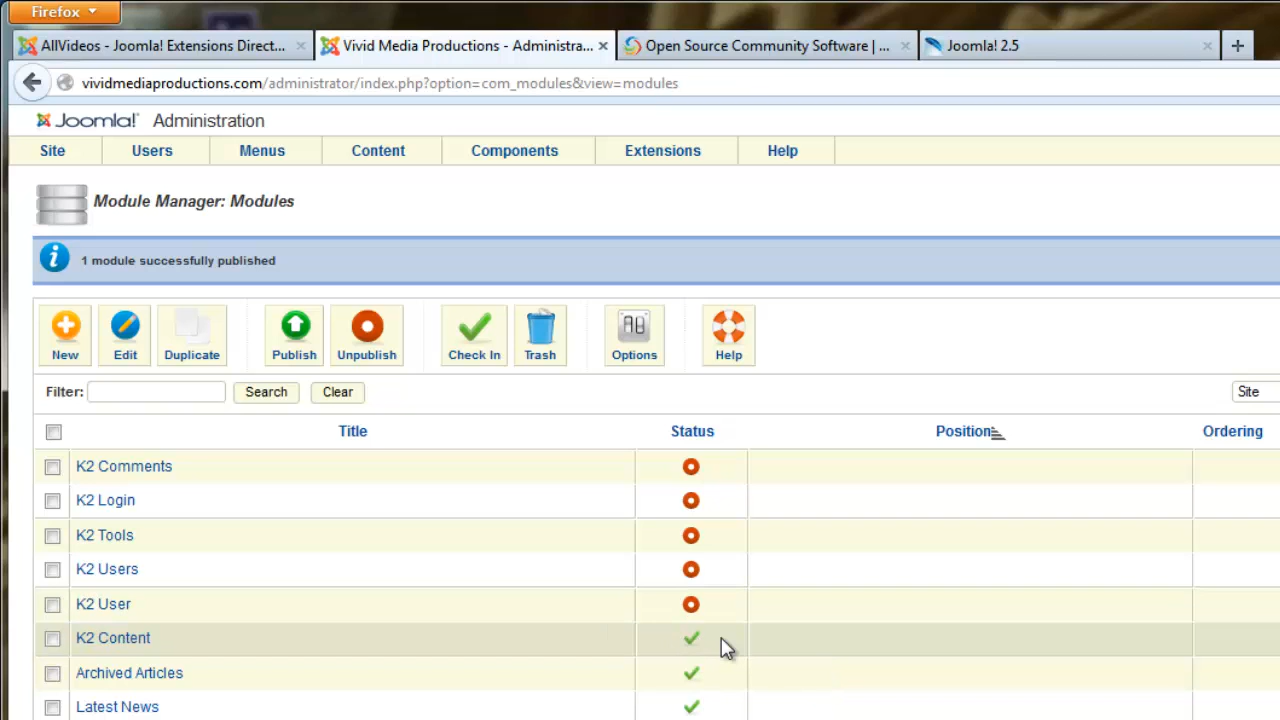 Firefox
AllVideos - Joomla! Extensions Direct... Vivid Media Productions - Administra... Open Source Community Software | ... Joomla! 2.5
vividmediaproductions.com/administrator/index.php?option=com_modules&view=modules
Joomla! Administration
Site Users Menus Content Components Extensions Help
Module Manager: Modules
1 module successfully published
New Edit Duplicate Publish Unpublish Check In Trash Options Help
Filter: Search Clear Site
Title Status Position Ordering
K2 Comments
K2 Login
K2 Tools
K2 Users
K2 User
K2 Content
Archived Articles
Latest News